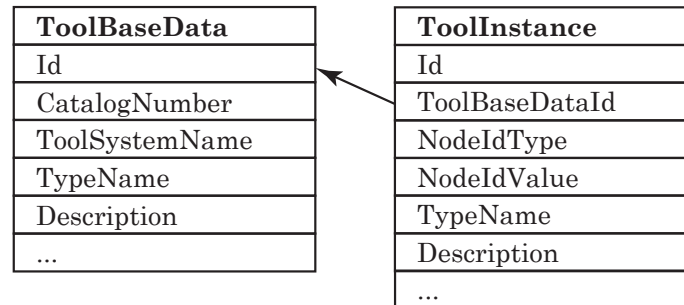 ToolBaseData
Id
CatalogNumber
ToolSystemName
TypeName
Description
...
ToolInstance
Id
ToolBaseDataId
NodeIdType
NodeIdValue
TypeName
Description
...